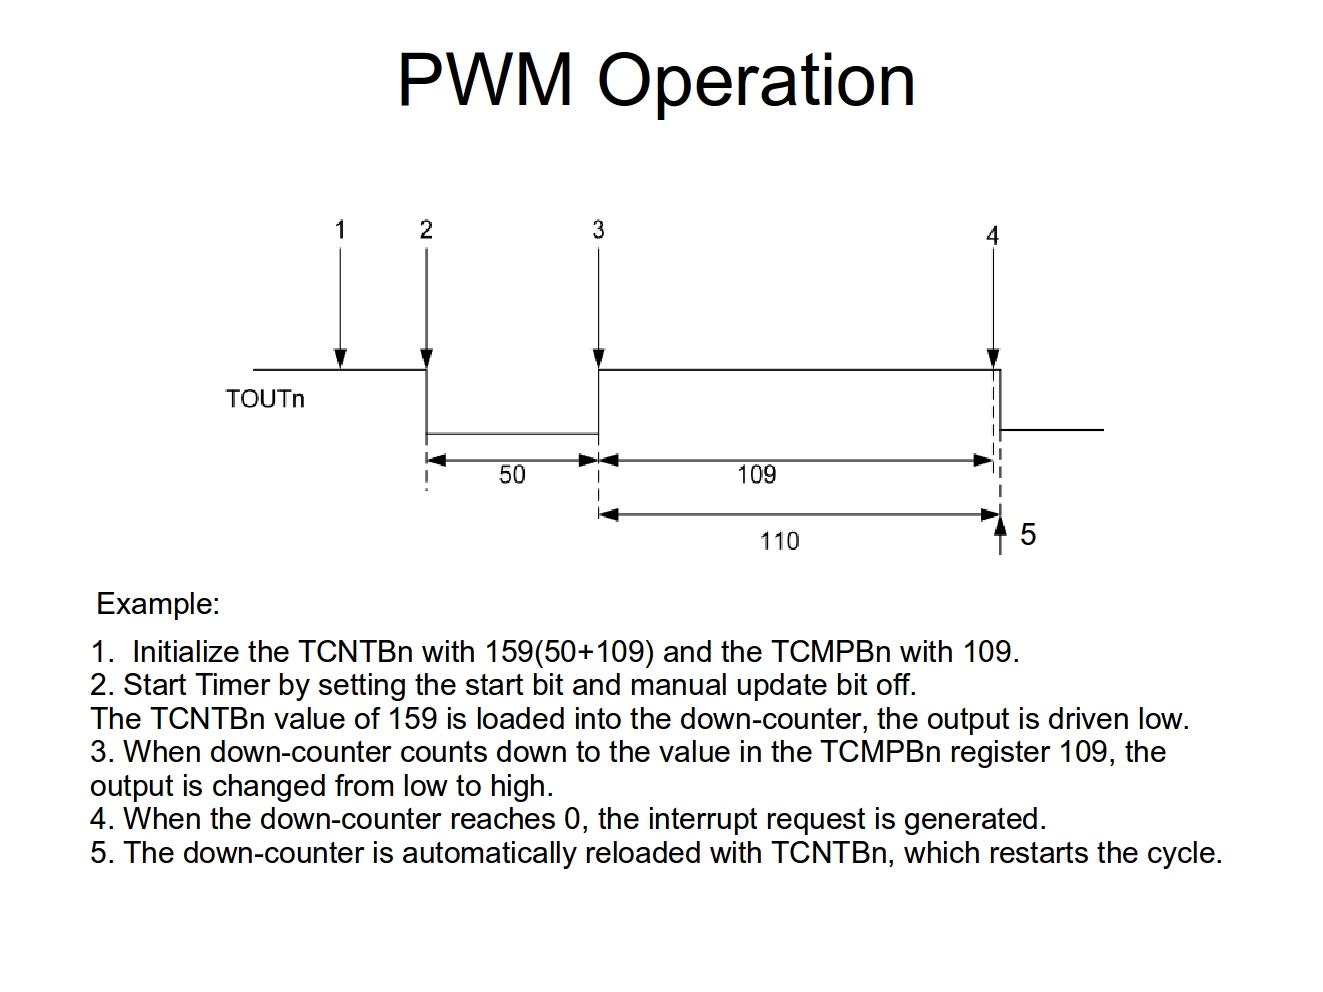 PWM Operation
1
2
3
4
TOUTn
50
109
110
5
Example:
1.  Initialize the TCNTBn with 159(50+109) and the TCMPBn with 109.
2. Start Timer by setting the start bit and manual update bit off.
The TCNTBn value of 159 is loaded into the down-counter, the output is driven low.
3. When down-counter counts down to the value in the TCMPBn register 109, the
output is changed from low to high.
4. When the down-counter reaches 0, the interrupt request is generated.
5. The down-counter is automatically reloaded with TCNTBn, which restarts the cycle.